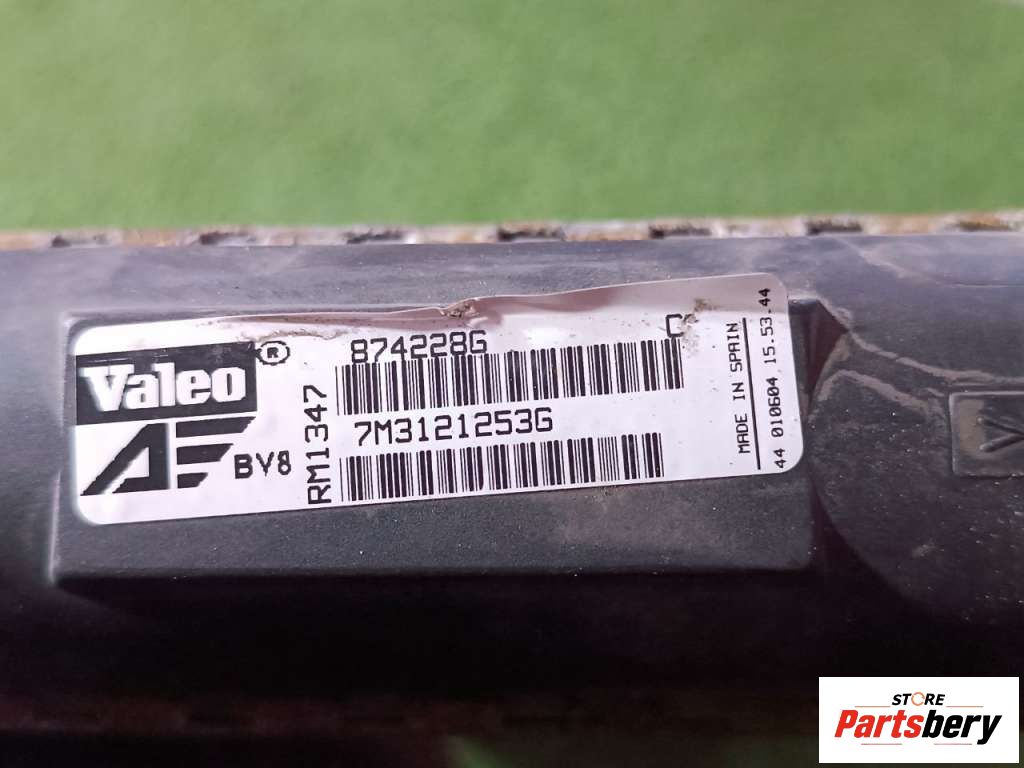 Valeo ®
BV8
RM1347
874228G
C
7M3121253G
MADE IN SPAIN
44 010604 15.53.44
STORE
Partsbery